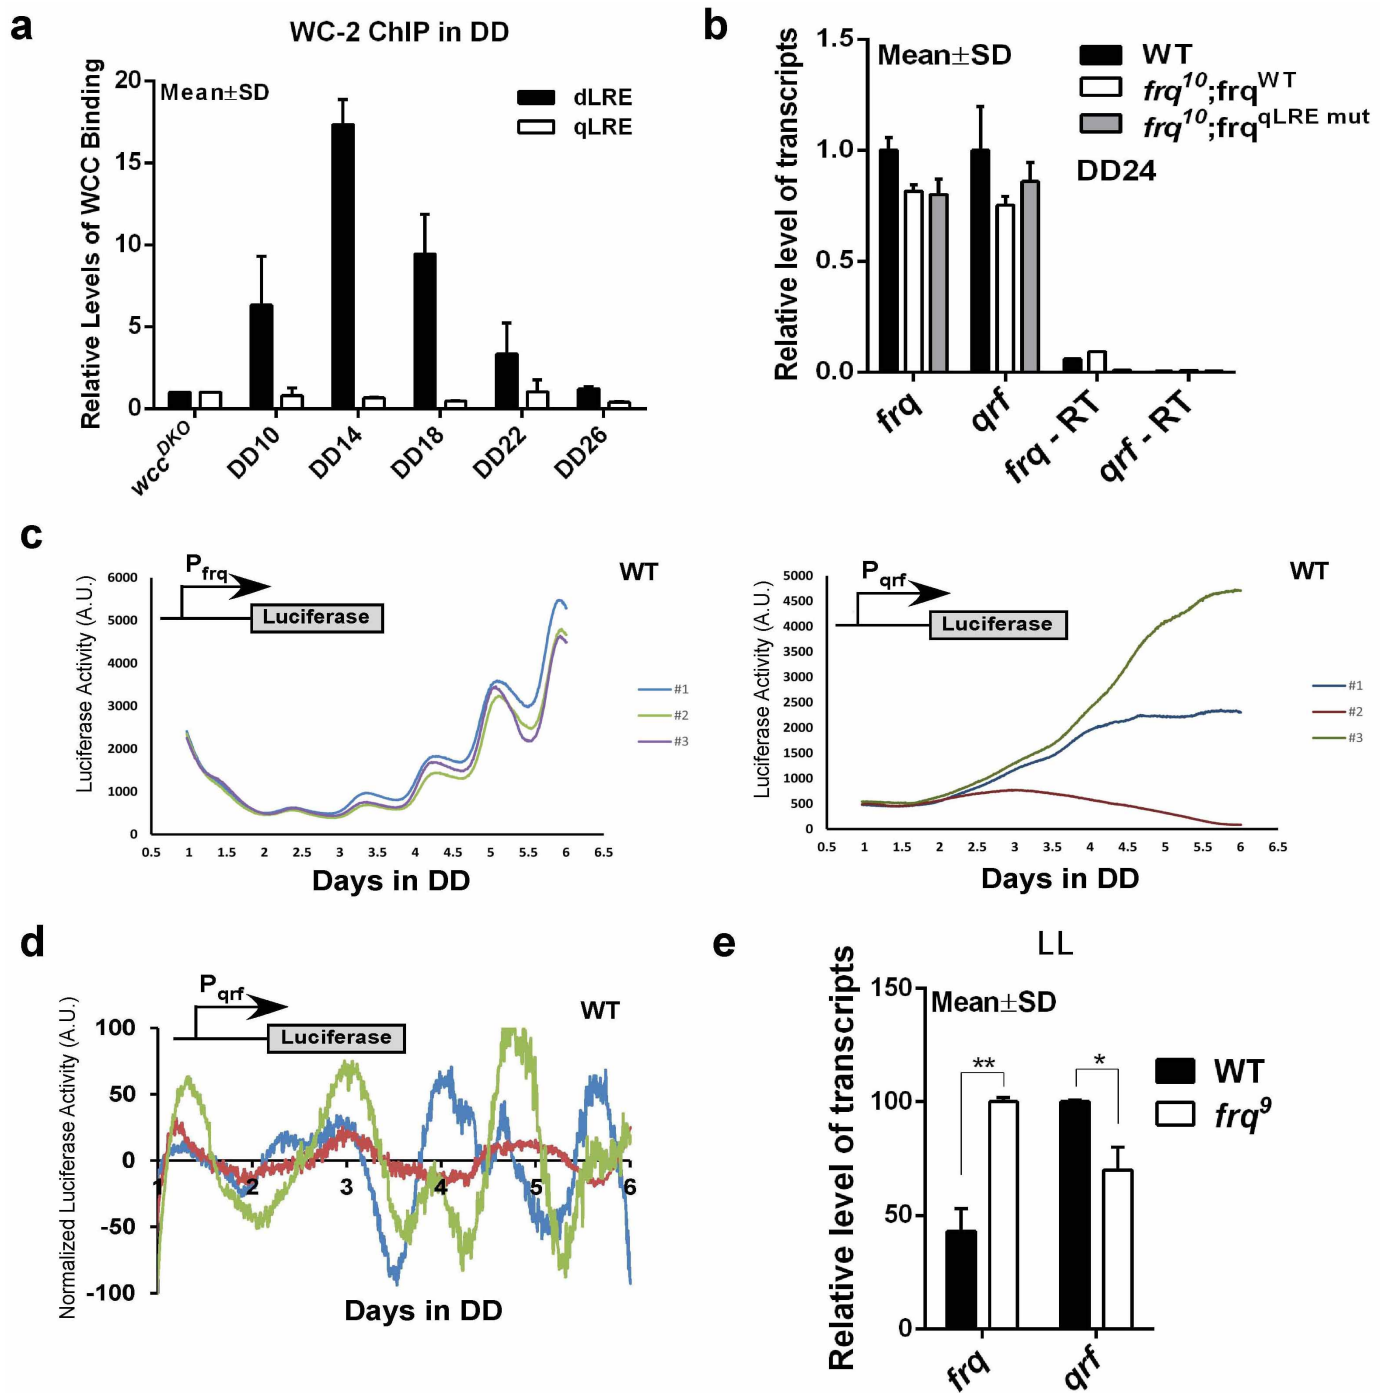 a
WC-2 ChIP in DD
Relative Levels of WCC Binding
Mean±SD
dLRE
qLRE
20
15
10
5
0
wcc^DKO
DD10
DD14
DD18
DD22
DD26
b
Relative level of transcripts
Mean±SD
WT
frq^10;frq^WT
frq^10;frq^qLRE mut
DD24
1.5
1.0
0.5
0.0
frq
qrf
frq - RT
qrf - RT
c
Luciferase Activity (A.U.)
P_frq
Luciferase
WT
6000
5000
4000
3000
2000
1000
0
#1
#2
#3
0.5 1 1.5 2 2.5 3 3.5 4 4.5 5 5.5 6 6.5
Days in DD
Luciferase Activity (A.U.)
P_qrf
Luciferase
WT
5000
4500
4000
3500
3000
2500
2000
1500
1000
500
0
#1
#2
#3
0.5 1 1.5 2 2.5 3 3.5 4 4.5 5 5.5 6 6.5
Days in DD
d
Normalized Luciferase Activity (A.U.)
P_qrf
Luciferase
WT
100
50
0
-50
-100
1 2 3 4 5 6
Days in DD
e
LL
Relative level of transcripts
Mean±SD
150
100
50
0
**
*
WT
frq^9
frq
qrf